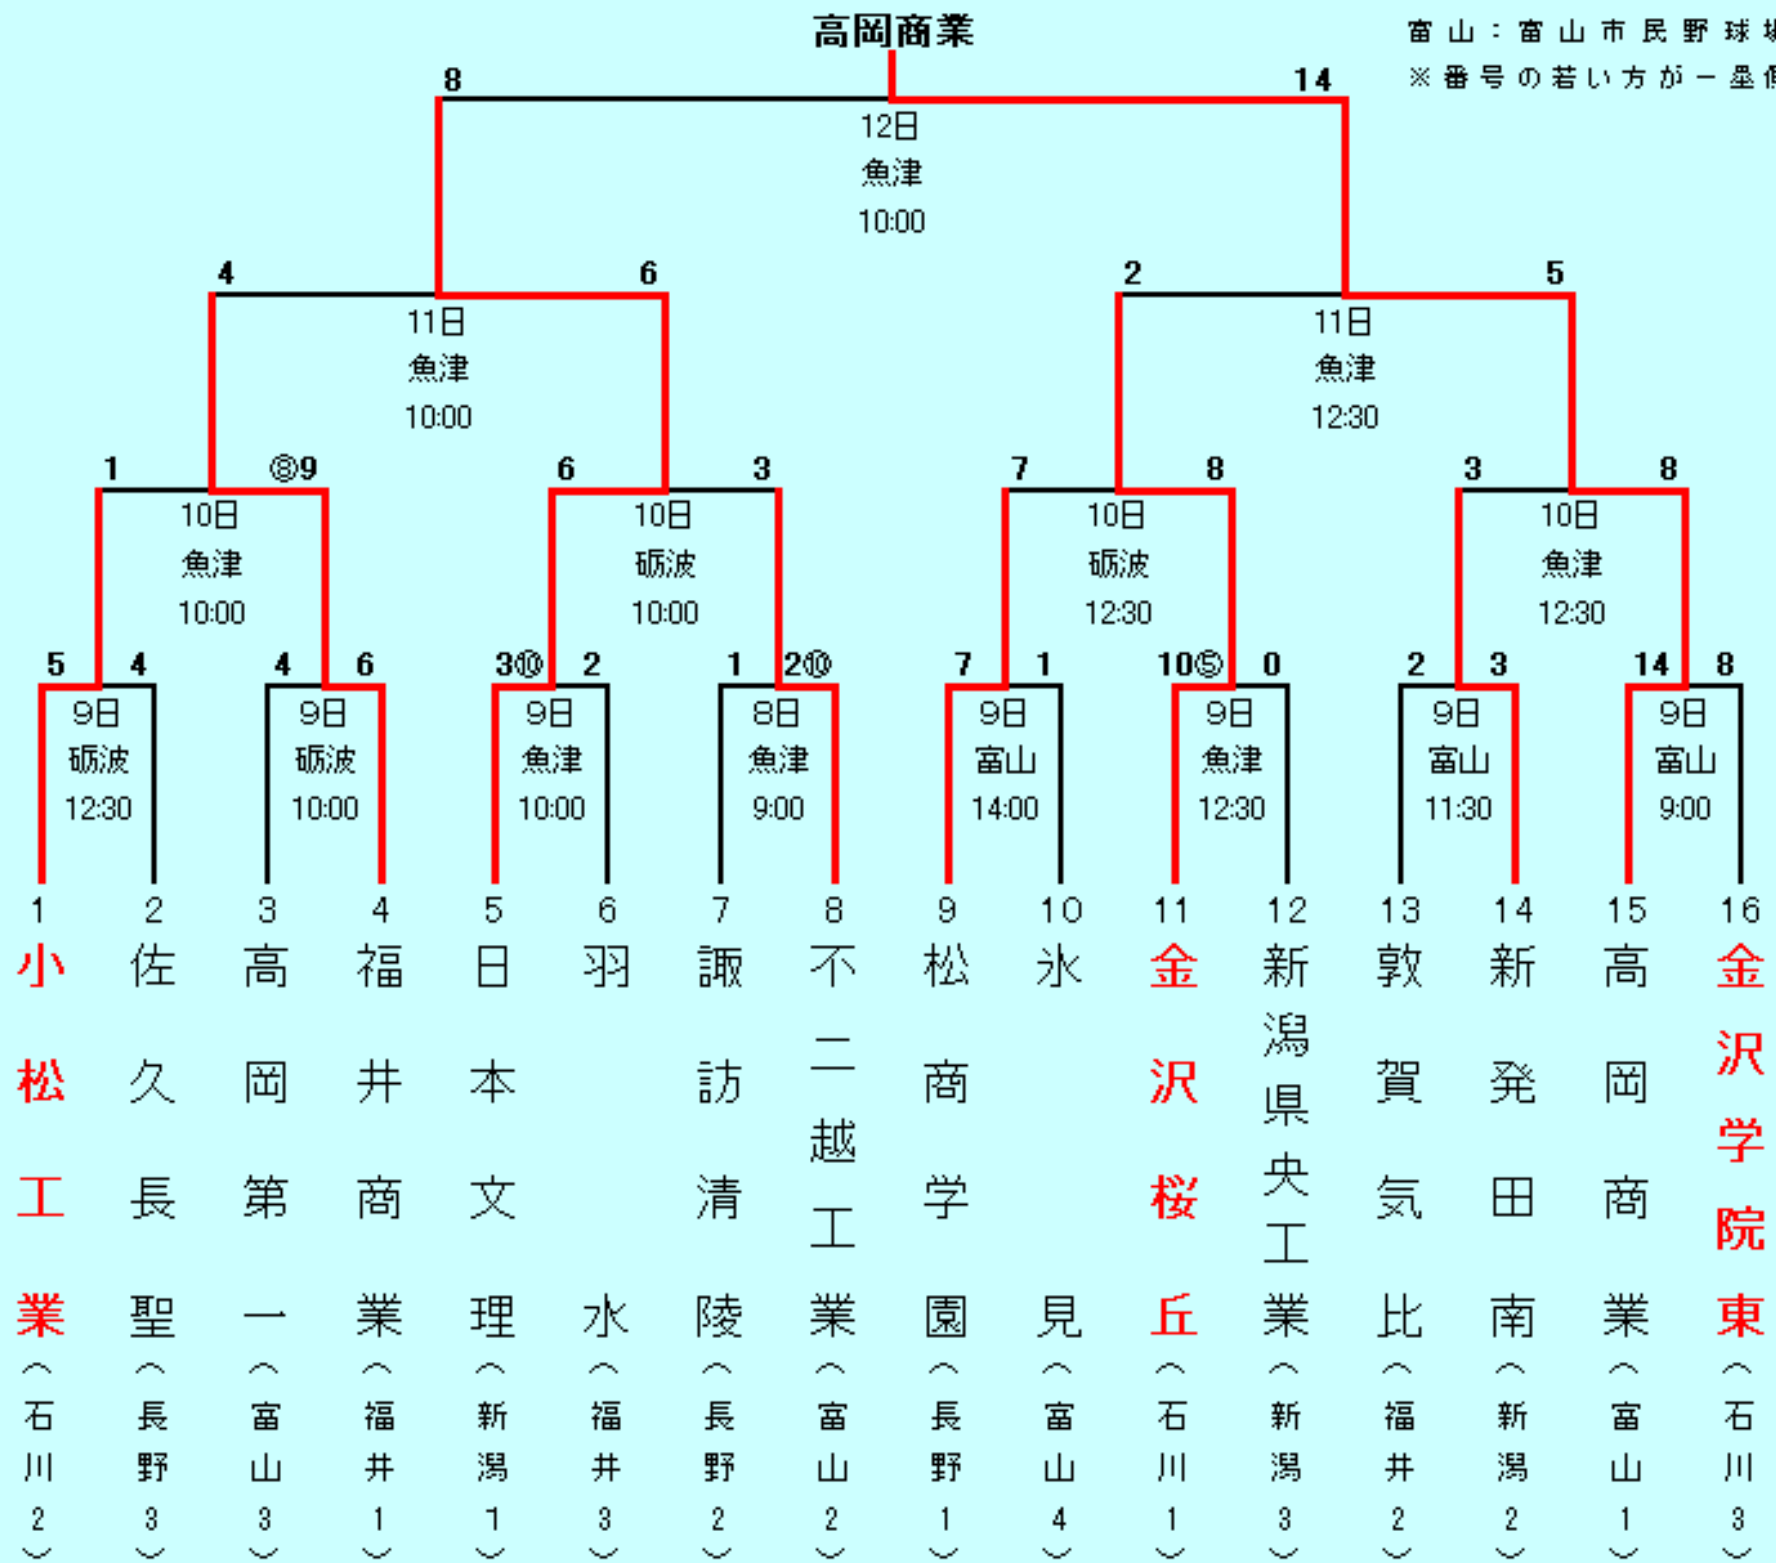 高岡商業
富山：富山市民野球場
※番号の若い方が一塁側
8
14
12日
魚津
10:00
4
6
2
5
11日
魚津
10:00
11日
魚津
12:30
1
⑧9
6
3
7
8
3
8
10日
魚津
10:00
10日
砺波
10:00
10日
砺波
12:30
10日
魚津
12:30
5
4
4
6
3⑩
2
1
2⑩
7
1
10⑤
0
2
3
14
8
9日
砺波
12:30
9日
砺波
10:00
9日
魚津
10:00
8日
魚津
9:00
9日
富山
14:00
9日
魚津
12:30
9日
富山
11:30
9日
富山
9:00
1
小松工業（石川2）
2
佐久長聖（長野3）
3
高岡第一（富山3）
4
福井商業（福井1）
5
日本文理（新潟1）
6
羽水（福井3）
7
諏訪清陵（長野2）
8
不二越工業（富山2）
9
松商学園（長野1）
10
氷見（富山4）
11
金沢桜丘（石川1）
12
新潟県央工業（新潟3）
13
敦賀気比（福井2）
14
新発田南（新潟2）
15
高岡商業（富山1）
16
金沢学院東（石川3）